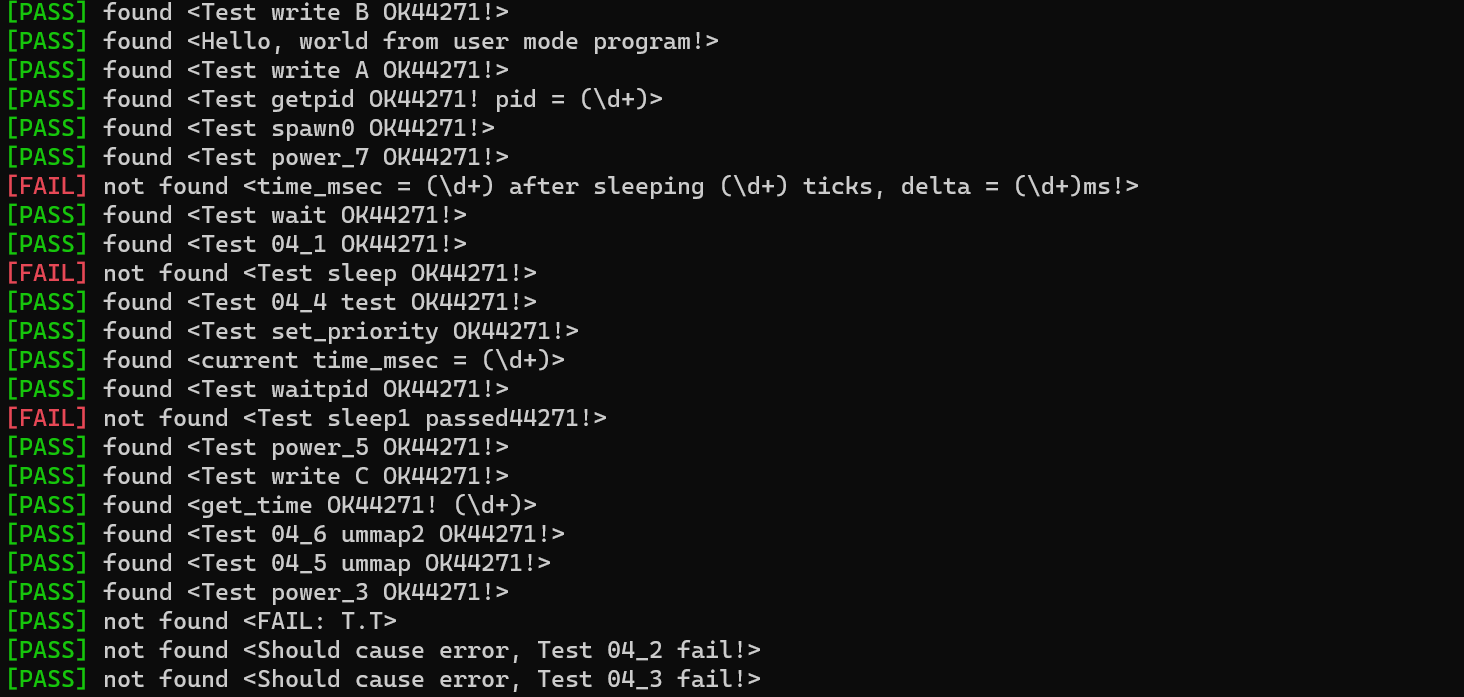 [PASS] found <Test write B OK44271!>
[PASS] found <Hello, world from user mode program!>
[PASS] found <Test write A OK44271!>
[PASS] found <Test getpid OK44271! pid = (\d+)>
[PASS] found <Test spawn0 OK44271!>
[PASS] found <Test power_7 OK44271!>
[FAIL] not found <time_msec = (\d+) after sleeping (\d+) ticks, delta = (\d+)ms!>
[PASS] found <Test wait OK44271!>
[PASS] found <Test 04_1 OK44271!>
[FAIL] not found <Test sleep OK44271!>
[PASS] found <Test 04_4 test OK44271!>
[PASS] found <Test set_priority OK44271!>
[PASS] found <current time_msec = (\d+)>
[PASS] found <Test waitpid OK44271!>
[FAIL] not found <Test sleep1 passed44271!>
[PASS] found <Test power_5 OK44271!>
[PASS] found <Test write C OK44271!>
[PASS] found <get_time OK44271! (\d+)>
[PASS] found <Test 04_6 ummap2 OK44271!>
[PASS] found <Test 04_5 ummap OK44271!>
[PASS] found <Test power_3 OK44271!>
[PASS] not found <FAIL: T.T>
[PASS] not found <Should cause error, Test 04_2 fail!>
[PASS] not found <Should cause error, Test 04_3 fail!>